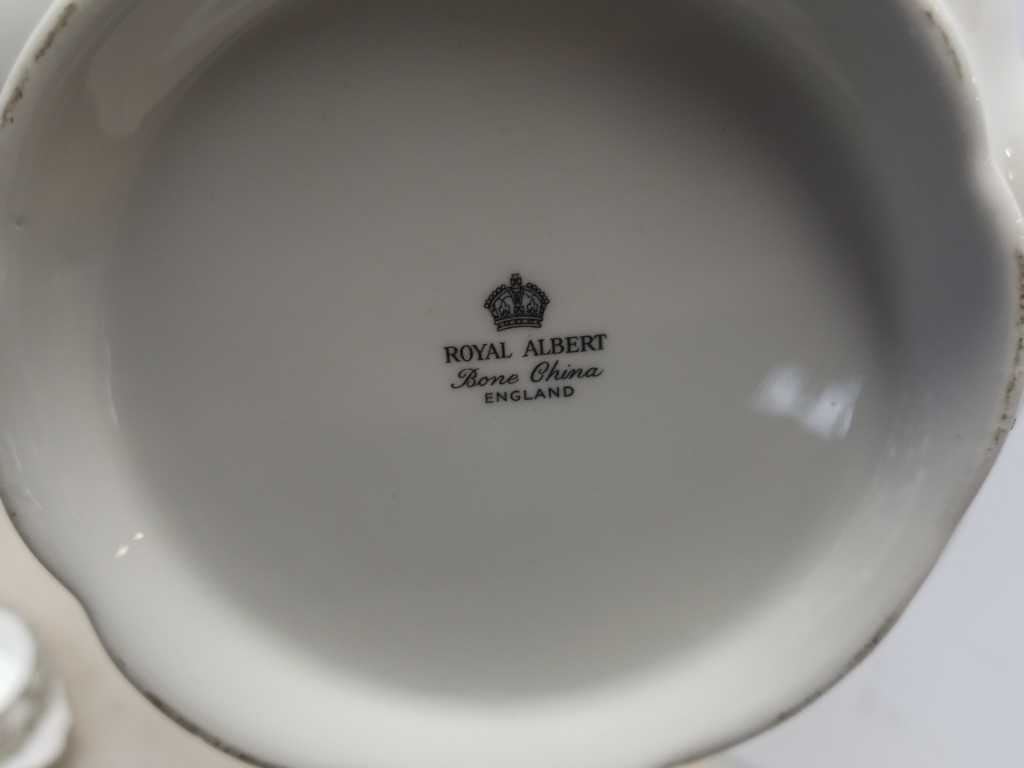 ROYAL ALBERT
Bone China
ENGLAND